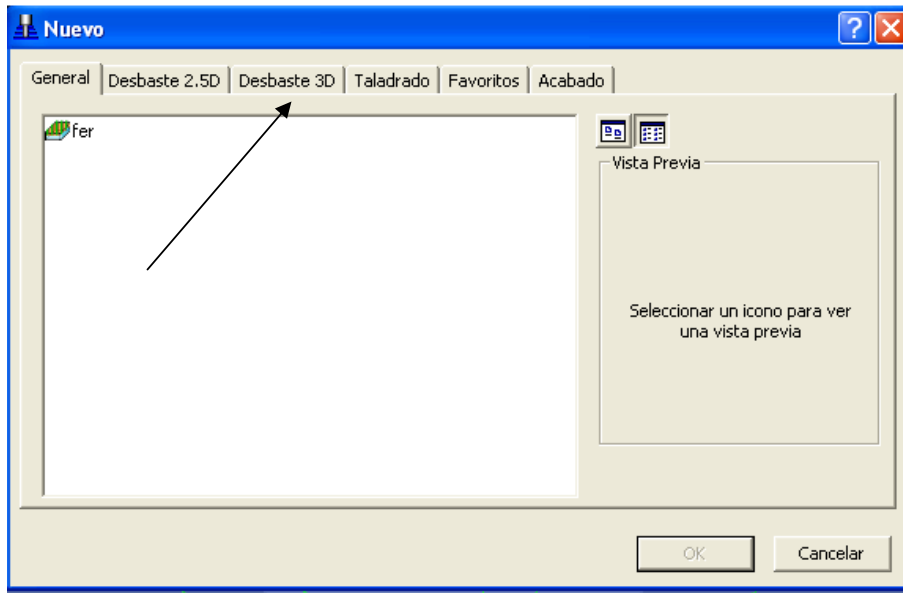 Nuevo
General Desbaste 2.5D Desbaste 3D Taladrado Favoritos Acabado
fer
Vista Previa
Seleccionar un icono para ver
una vista previa
OK Cancelar